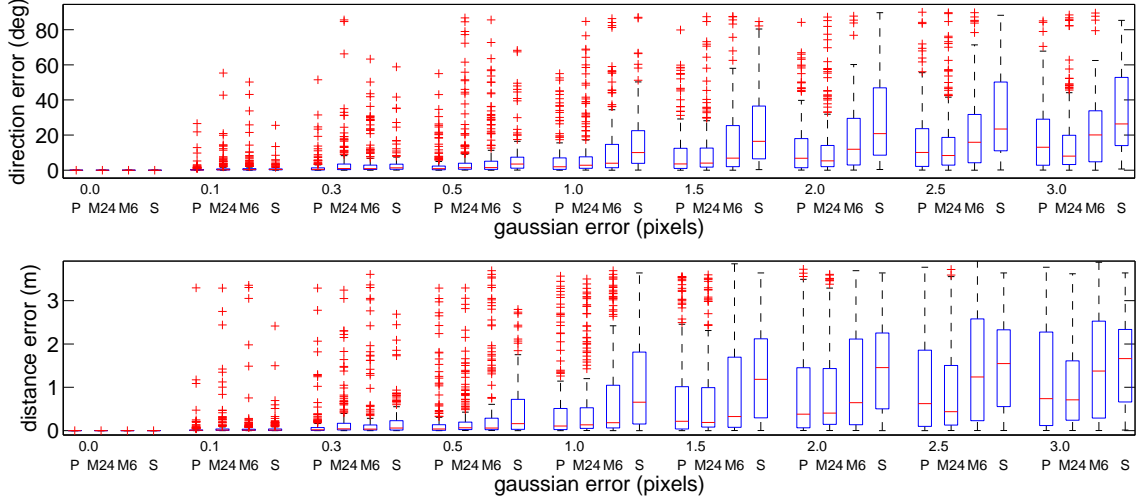 direction error (deg)
80
60
40
20
0
0.0 0.1 0.3 0.5 1.0 1.5 2.0 2.5 3.0
P M24 M6 S P M24 M6 S P M24 M6 S P M24 M6 S P M24 M6 S P M24 M6 S P M24 M6 S P M24 M6 S P M24 M6 S
gaussian error (pixels)
distance error (m)
3
2
1
0
0.0 0.1 0.3 0.5 1.0 1.5 2.0 2.5 3.0
P M24 M6 S P M24 M6 S P M24 M6 S P M24 M6 S P M24 M6 S P M24 M6 S P M24 M6 S P M24 M6 S P M24 M6 S
gaussian error (pixels)